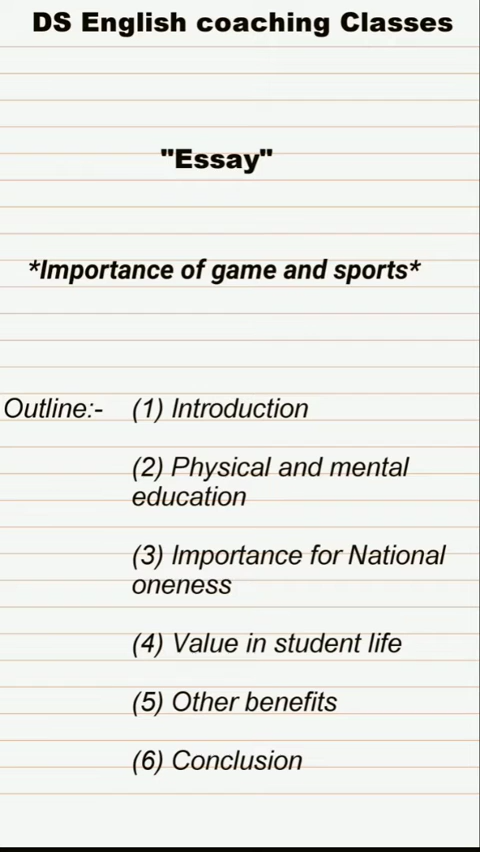 DS English coaching Classes
"Essay"
*Importance of game and sports*
Outline:- (1) Introduction
(2) Physical and mental
education
(3) Importance for National
oneness
(4) Value in student life
(5) Other benefits
(6) Conclusion